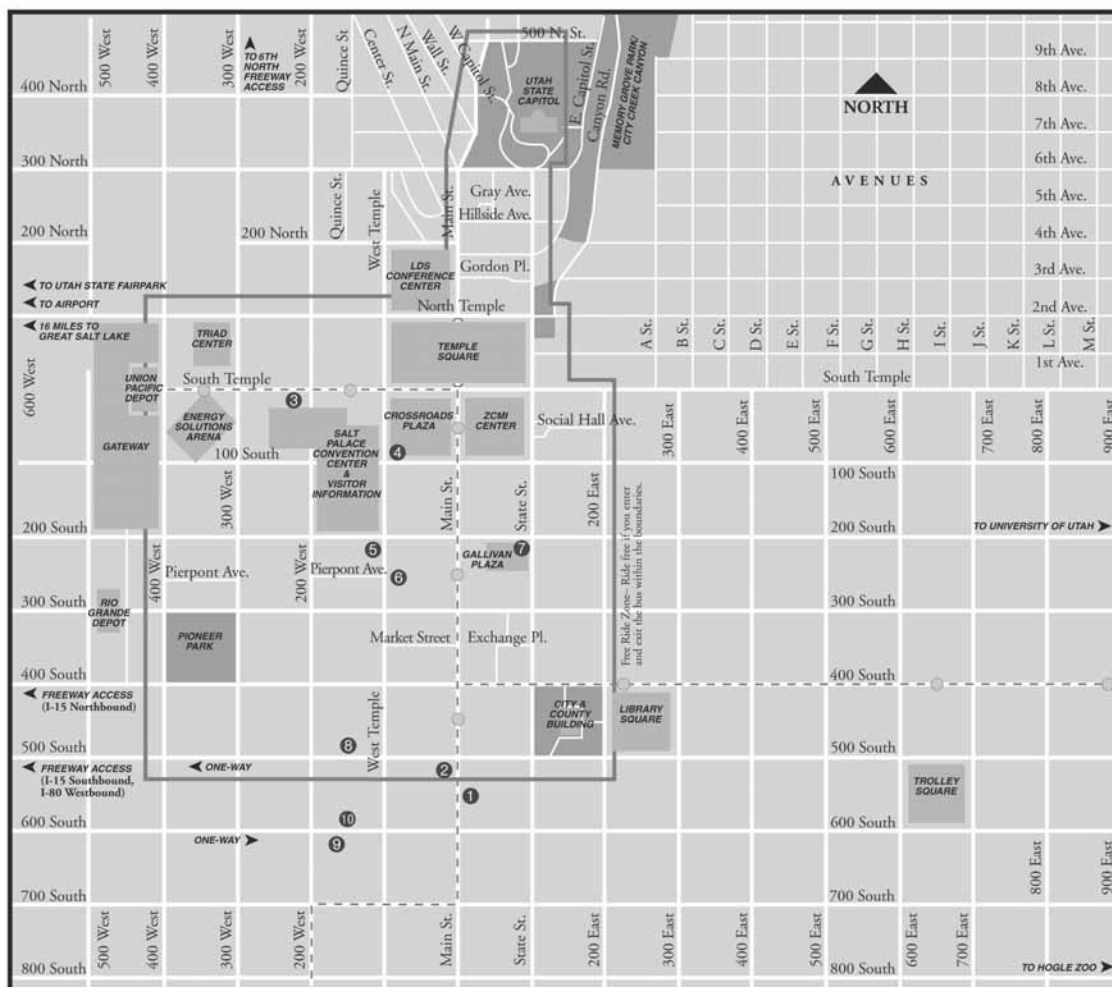 500 West
400 West
300 West
TO 6TH
NORTH
FREEWAY
ACCESS
200 West
Quince St
Center St.
N Main St.
Wall St.
W Capitol St.
500 N. St.
UTAH
STATE
CAPITOL
E. Capitol St.
Canyon Rd.
MEMORY GROVE PARK/
CITY CREEK CANYON
9th Ave.
8th Ave.
7th Ave.
6th Ave.
5th Ave.
4th Ave.
3rd Ave.
2nd Ave.
1st Ave.
NORTH
AVENUES
400 North
300 North
200 North
200 North
Quince St.
West Temple
Main St.
Gray Ave.
Hillside Ave.
Gordon Pl.
LDS
CONFERENCE
CENTER
North Temple
TO UTAH STATE FAIRPARK
TO AIRPORT
16 MILES TO
GREAT SALT LAKE
TRIAD
CENTER
TEMPLE
SQUARE
A St.
B St.
C St.
D St.
E St.
F St.
G St.
H St.
I St.
J St.
K St.
L St.
M St.
600 West
UNION
PACIFIC
DEPOT
South Temple
South Temple
3
ENERGY
SOLUTIONS
ARENA
GATEWAY
100 South
SALT
PALACE
CONVENTION
CENTER
&
VISITOR
INFORMATION
CROSSROADS
PLAZA
4
ZCMI
CENTER
Social Hall Ave.
300 East
400 East
500 East
600 East
700 East
800 East
900 East
100 South
300 West
Main St.
State St.
200 East
Free Ride Zone– Ride free if you enter
and exit the bus within the boundaries.
200 South
200 South
TO UNIVERSITY OF UTAH
400 West
Pierpont Ave.
200 West
5
Pierpont Ave.
6
GALLIVAN
PLAZA
7
300 South
300 South
RIO
GRANDE
DEPOT
PIONEER
PARK
Market Street
Exchange Pl.
400 South
400 South
FREEWAY ACCESS
(I-15 Northbound)
West Temple
CITY &
COUNTY
BUILDING
LIBRARY
SQUARE
500 South
8
500 South
FREEWAY ACCESS
(I-15 Southbound,
I-80 Westbound)
ONE-WAY
2
1
TROLLEY
SQUARE
600 South
10
600 South
ONE-WAY
9
800 East
900 East
700 South
700 South
500 West
400 West
300 West
200 West
Main St.
State St.
200 East
300 East
400 East
500 East
600 East
700 East
800 South
800 South
TO HOGLE ZOO